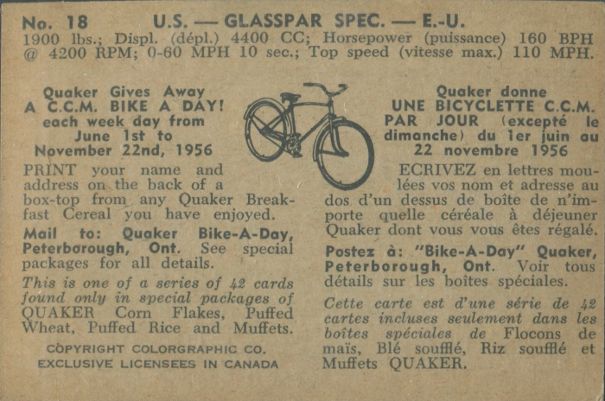 No. 18 U.S. — GLASSPAR SPEC. — E.-U.
1900 lbs.; Displ. (dépl.) 4400 CC; Horsepower (puissance) 160 BPH
@ 4200 RPM; 0-60 MPH 10 sec.; Top speed (vitesse max.) 110 MPH.
Quaker Gives Away
A C.C.M. BIKE A DAY!
each week day from
June 1st to
November 22nd, 1956
PRINT your name and
address on the back of a
box-top from any Quaker Break-
fast Cereal you have enjoyed.
Mail to: Quaker Bike-A-Day,
Peterborough, Ont. See special
packages for all details.
This is one of a series of 42 cards
found only in special packages of
QUAKER Corn Flakes, Puffed
Wheat, Puffed Rice and Muffets.
COPYRIGHT COLORGRAPHIC CO.
EXCLUSIVE LICENSEES IN CANADA
Quaker donne
UNE BICYCLETTE C.C.M.
PAR JOUR (excepté le
dimanche) du 1er juin au
22 novembre 1956
ECRIVEZ en lettres mou-
lées vos nom et adresse au
dos d'un dessus de boîte de n'im-
porte quelle céréale à déjeuner
Quaker dont vous vous êtes régalé.
Postez à: "Bike-A-Day" Quaker,
Peterborough, Ont. Voir tous
détails sur les boîtes spéciales.
Cette carte est d'une série de 42
cartes incluses seulement dans les
boîtes spéciales de Flocons de
maïs, Blé soufflé, Riz soufflé et
Muffets QUAKER.